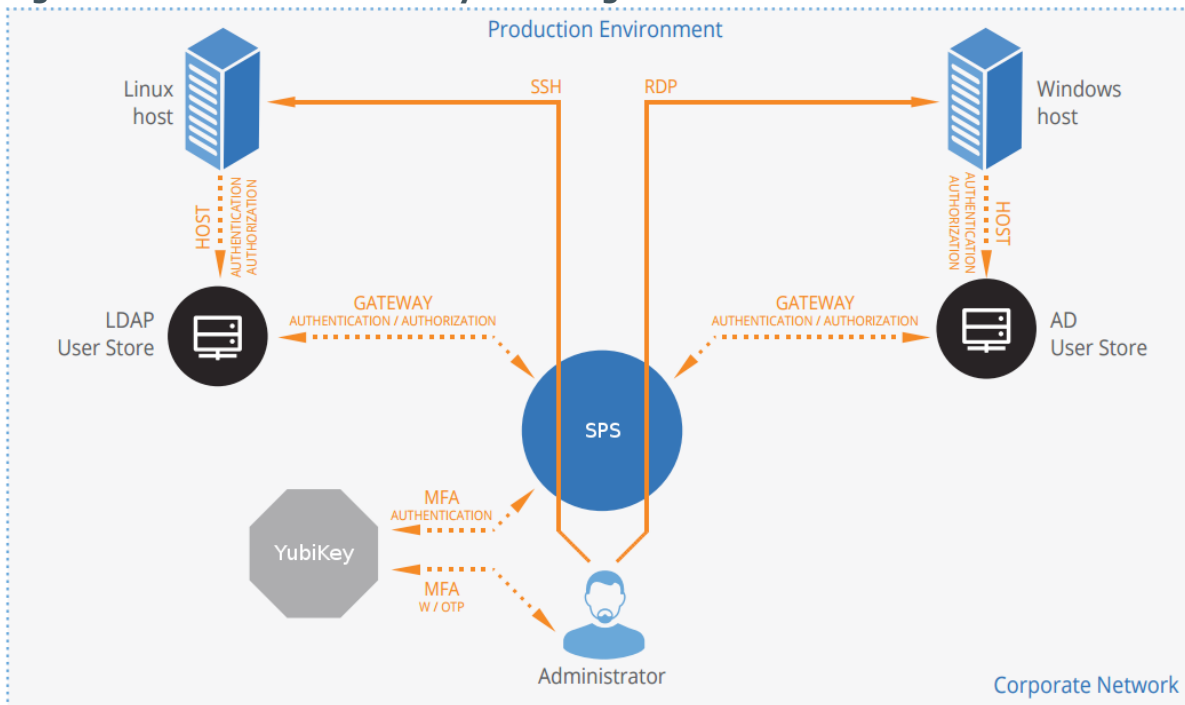 Production Environment
SSH
RDP
Linux
host
Windows
host
HOST
AUTHENTICATION
AUTHORIZATION
HOST
AUTHENTICATION
AUTHORIZATION
LDAP
User Store
GATEWAY
AUTHENTICATION / AUTHORIZATION
GATEWAY
AUTHENTICATION / AUTHORIZATION
AD
User Store
SPS
MFA
AUTHENTICATION
YubiKey
MFA
W / OTP
Administrator
Corporate Network